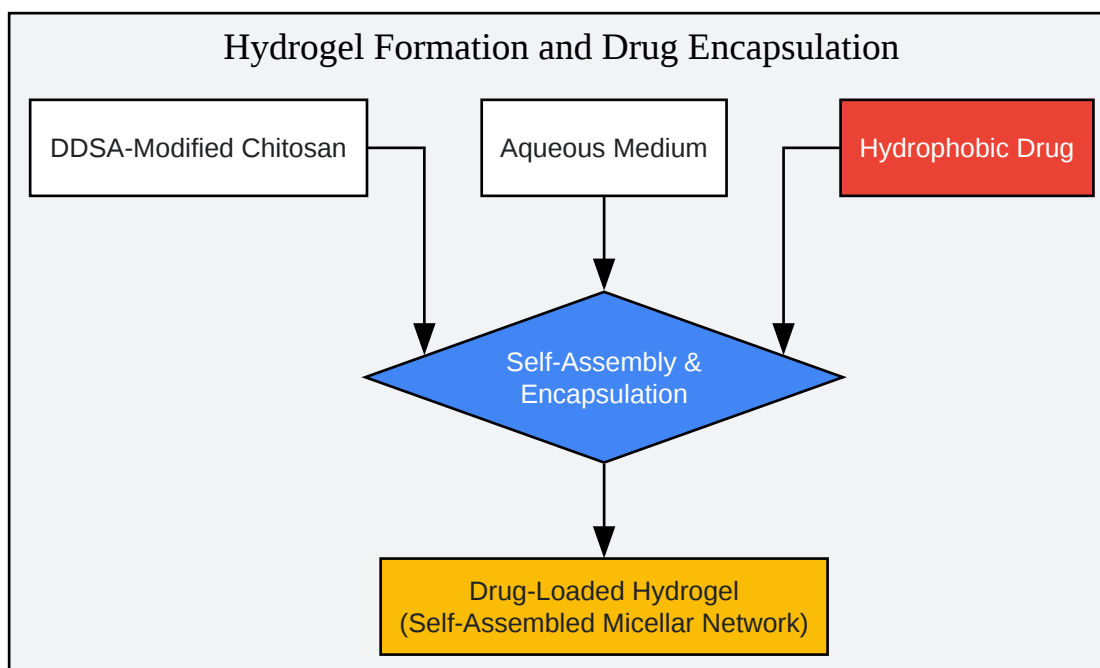 Hydrogel Formation and Drug Encapsulation
DDSA-Modified Chitosan
Aqueous Medium
Hydrophobic Drug
Self-Assembly &
Encapsulation
Drug-Loaded Hydrogel
(Self-Assembled Micellar Network)